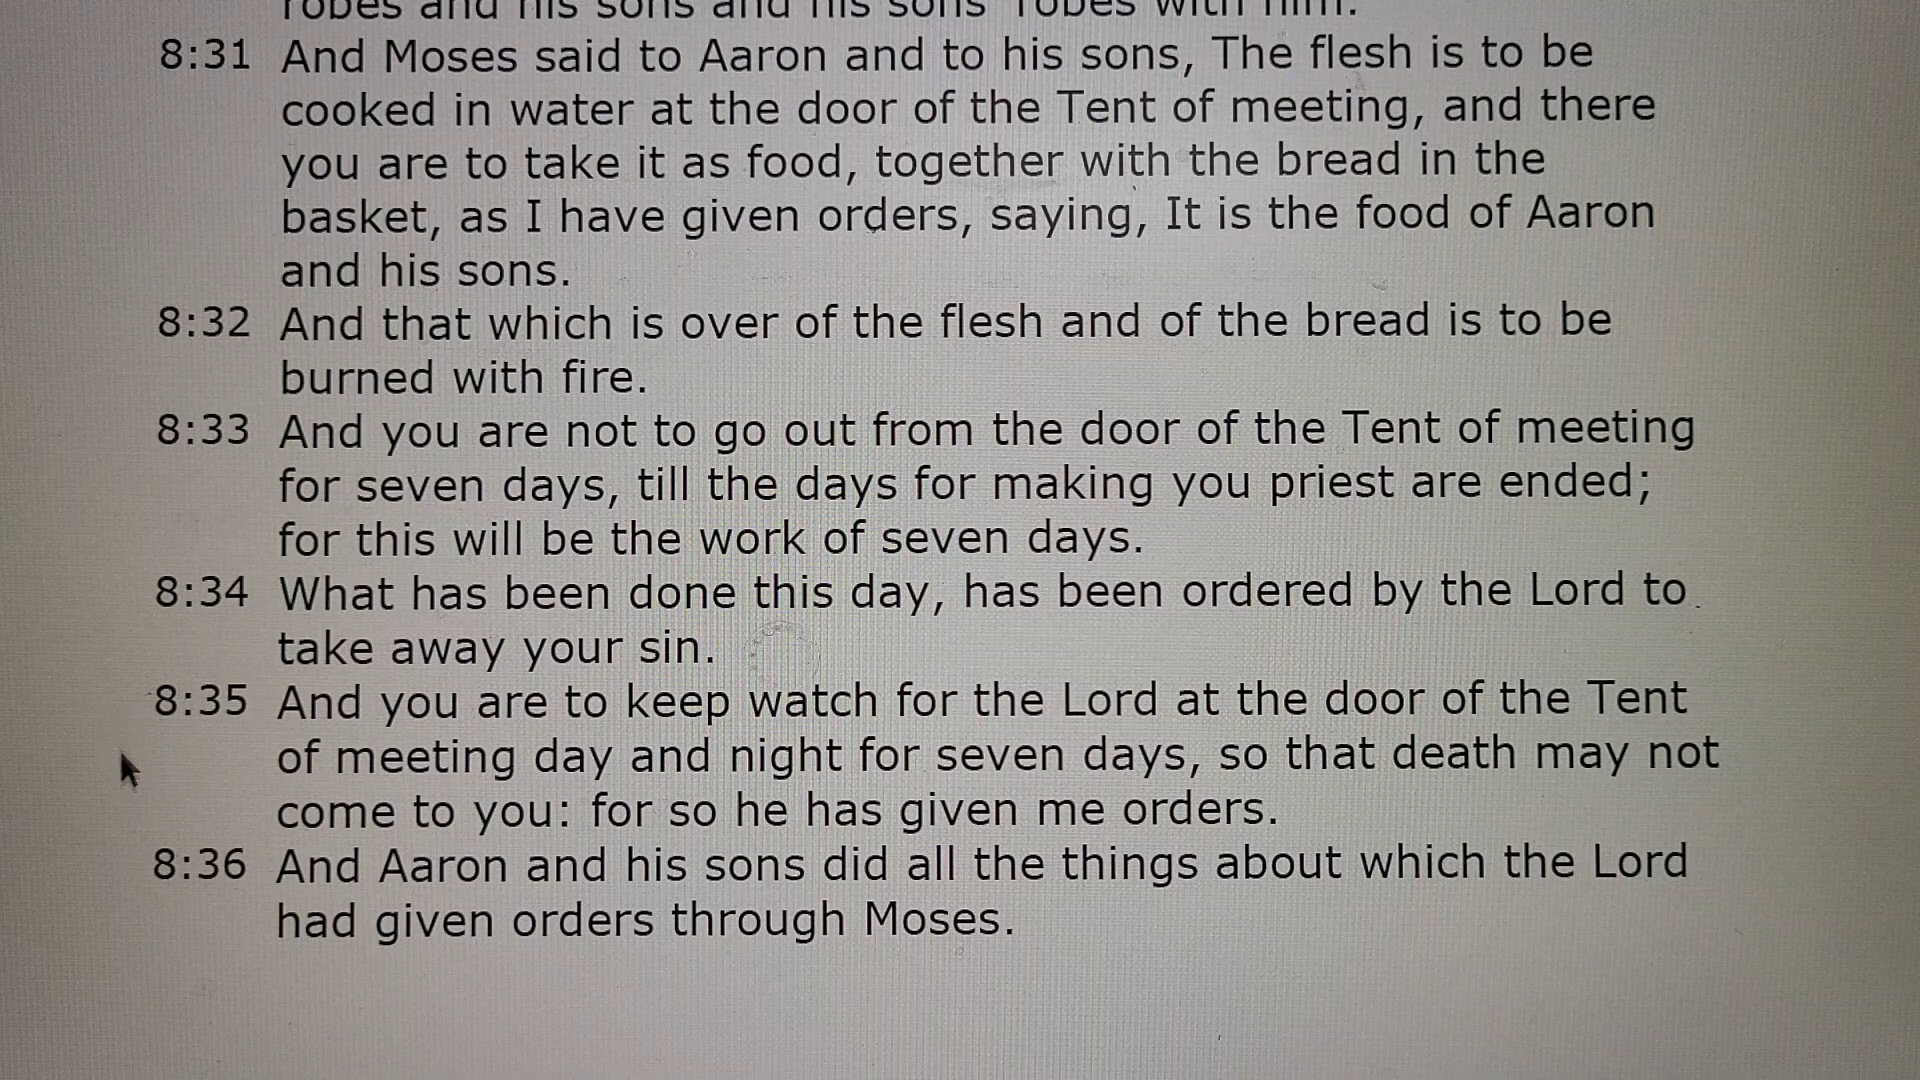 robes and his sons and his sons' robes with him.
8:31 And Moses said to Aaron and to his sons, The flesh is to be
cooked in water at the door of the Tent of meeting, and there
you are to take it as food, together with the bread in the
basket, as I have given orders, saying, It is the food of Aaron
and his sons.
8:32 And that which is over of the flesh and of the bread is to be
burned with fire.
8:33 And you are not to go out from the door of the Tent of meeting
for seven days, till the days for making you priest are ended;
for this will be the work of seven days.
8:34 What has been done this day, has been ordered by the Lord to
take away your sin.
8:35 And you are to keep watch for the Lord at the door of the Tent
of meeting day and night for seven days, so that death may not
come to you: for so he has given me orders.
8:36 And Aaron and his sons did all the things about which the Lord
had given orders through Moses.